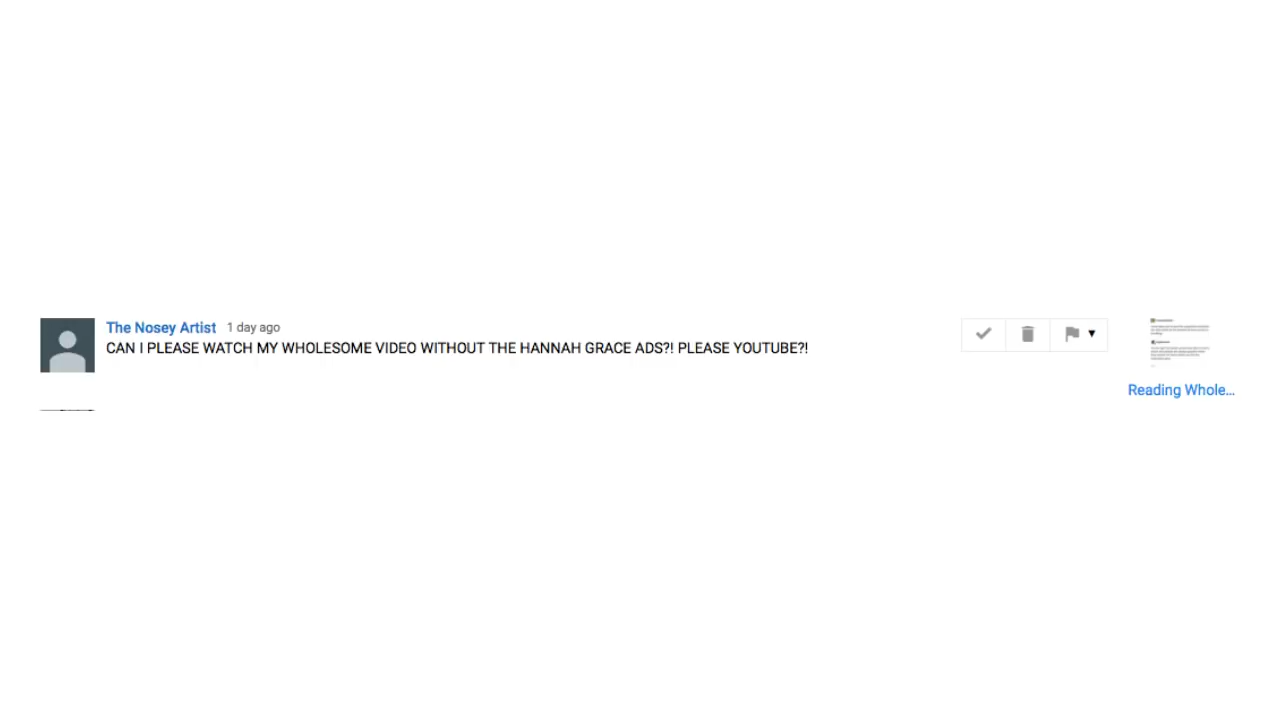 The Nosey Artist 1 day ago
CAN I PLEASE WATCH MY WHOLESOME VIDEO WITHOUT THE HANNAH GRACE ADS?! PLEASE YOUTUBE?!
Reading Whole...